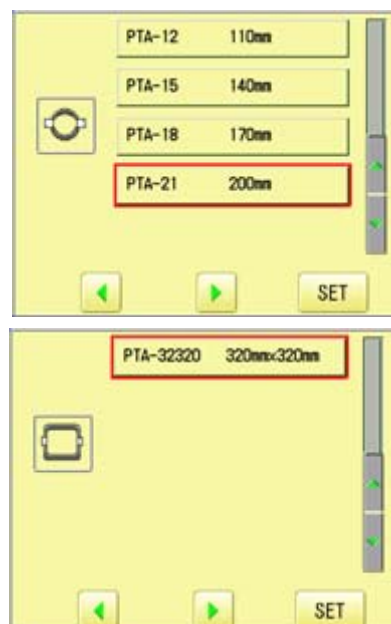 PTA-12 110mm
PTA-15 140mm
PTA-18 170mm
PTA-21 200mm
SET
PTA-32320 320mm×320mm
SET